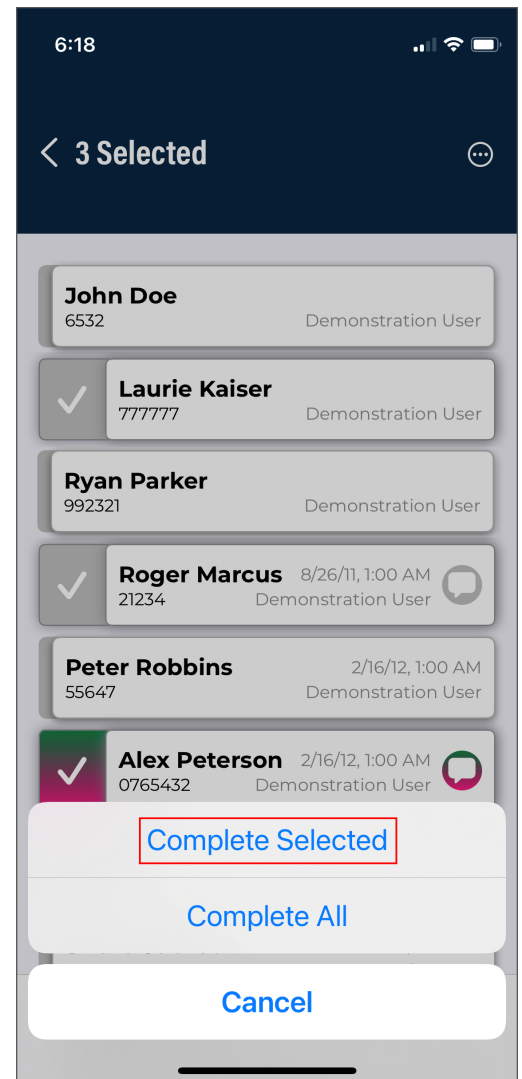 6:18
3 Selected
John Doe
6532 Demonstration User
Laurie Kaiser
777777 Demonstration User
Ryan Parker
992321 Demonstration User
Roger Marcus 8/26/11, 1:00 AM
21234 Demonstration User
Peter Robbins 2/16/12, 1:00 AM
55647 Demonstration User
Alex Peterson 2/16/12, 1:00 AM
0765432 Demonstration User
Complete Selected
Complete All
Cancel